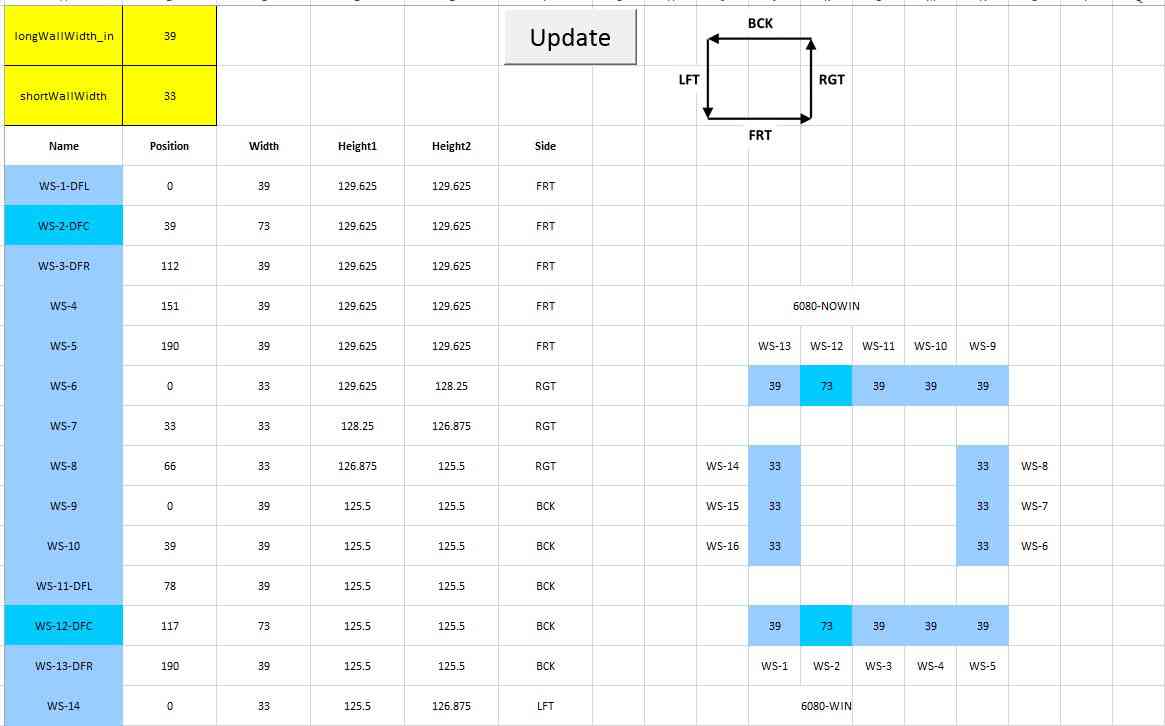 longWallWidth_in 39 Update BCK
LFT RGT
shortWallWidth 33
FRT
Name Position Width Height1 Height2 Side
WS-1-DFL 0 39 129.625 129.625 FRT
WS-2-DFC 39 73 129.625 129.625 FRT
WS-3-DFR 112 39 129.625 129.625 FRT
WS-4 151 39 129.625 129.625 FRT 6080-NOWIN
WS-5 190 39 129.625 129.625 FRT WS-13 WS-12 WS-11 WS-10 WS-9
WS-6 0 33 129.625 128.25 RGT 39 73 39 39 39
WS-7 33 33 128.25 126.875 RGT
WS-8 66 33 126.875 125.5 RGT WS-14 33 33 WS-8
WS-9 0 39 125.5 125.5 BCK WS-15 33 33 WS-7
WS-10 39 39 125.5 125.5 BCK WS-16 33 33 WS-6
WS-11-DFL 78 39 125.5 125.5 BCK
WS-12-DFC 117 73 125.5 125.5 BCK 39 73 39 39 39
WS-13-DFR 190 39 125.5 125.5 BCK WS-1 WS-2 WS-3 WS-4 WS-5
WS-14 0 33 125.5 126.875 LFT 6080-WIN